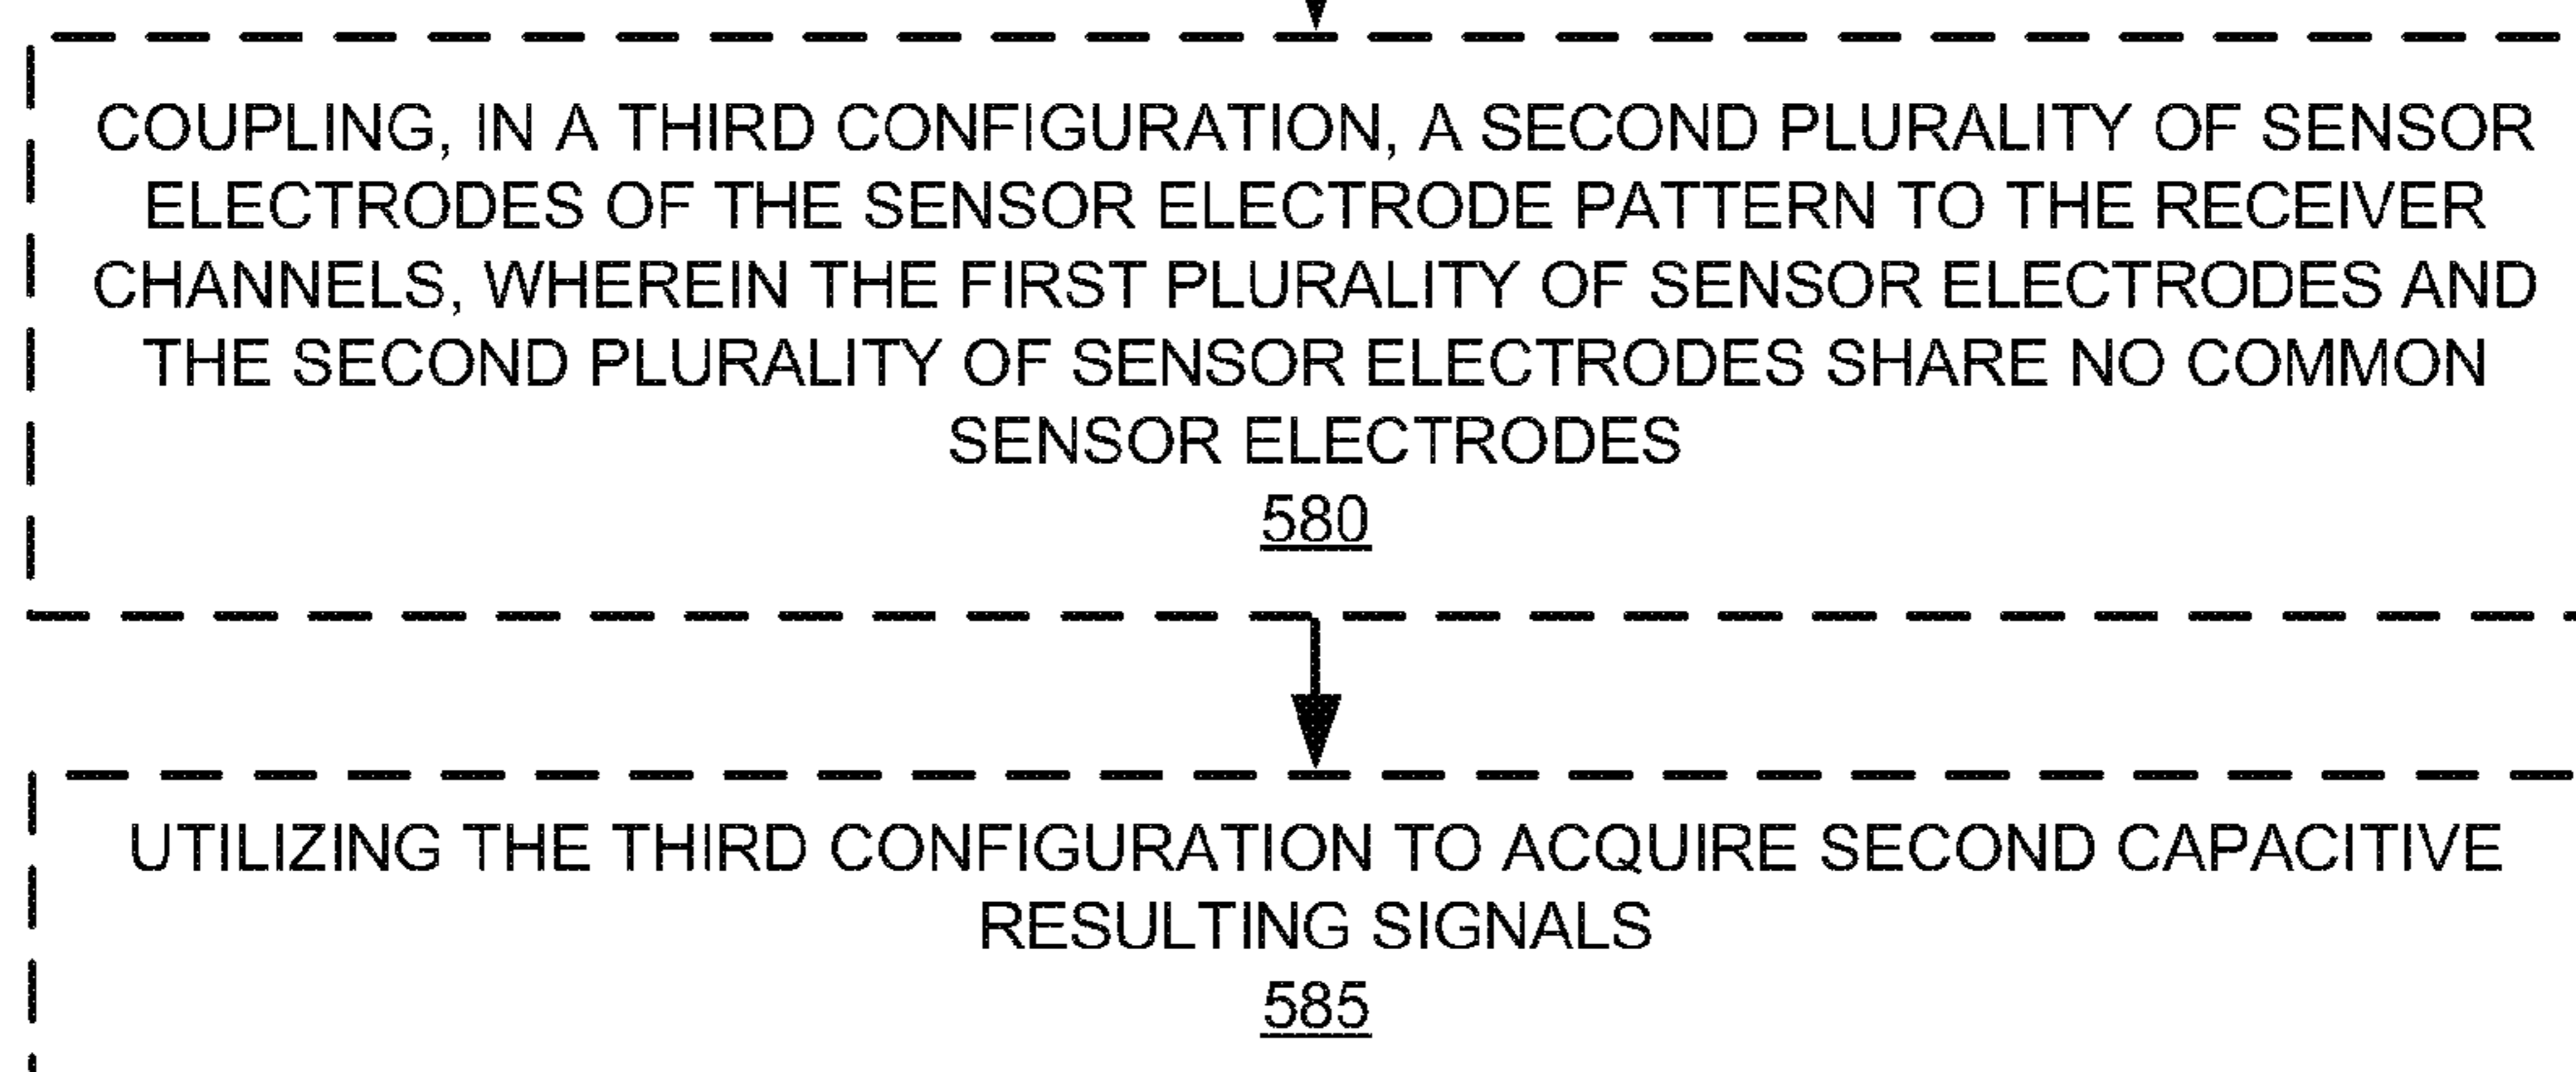 COUPLING, IN A THIRD CONFIGURATION, A SECOND PLURALITY OF SENSOR
ELECTRODES OF THE SENSOR ELECTRODE PATTERN TO THE RECEIVER
CHANNELS, WHEREIN THE FIRST PLURALITY OF SENSOR ELECTRODES AND
THE SECOND PLURALITY OF SENSOR ELECTRODES SHARE NO COMMON
SENSOR ELECTRODES
580
UTILIZING THE THIRD CONFIGURATION TO ACQUIRE SECOND CAPACITIVE
RESULTING SIGNALS
585